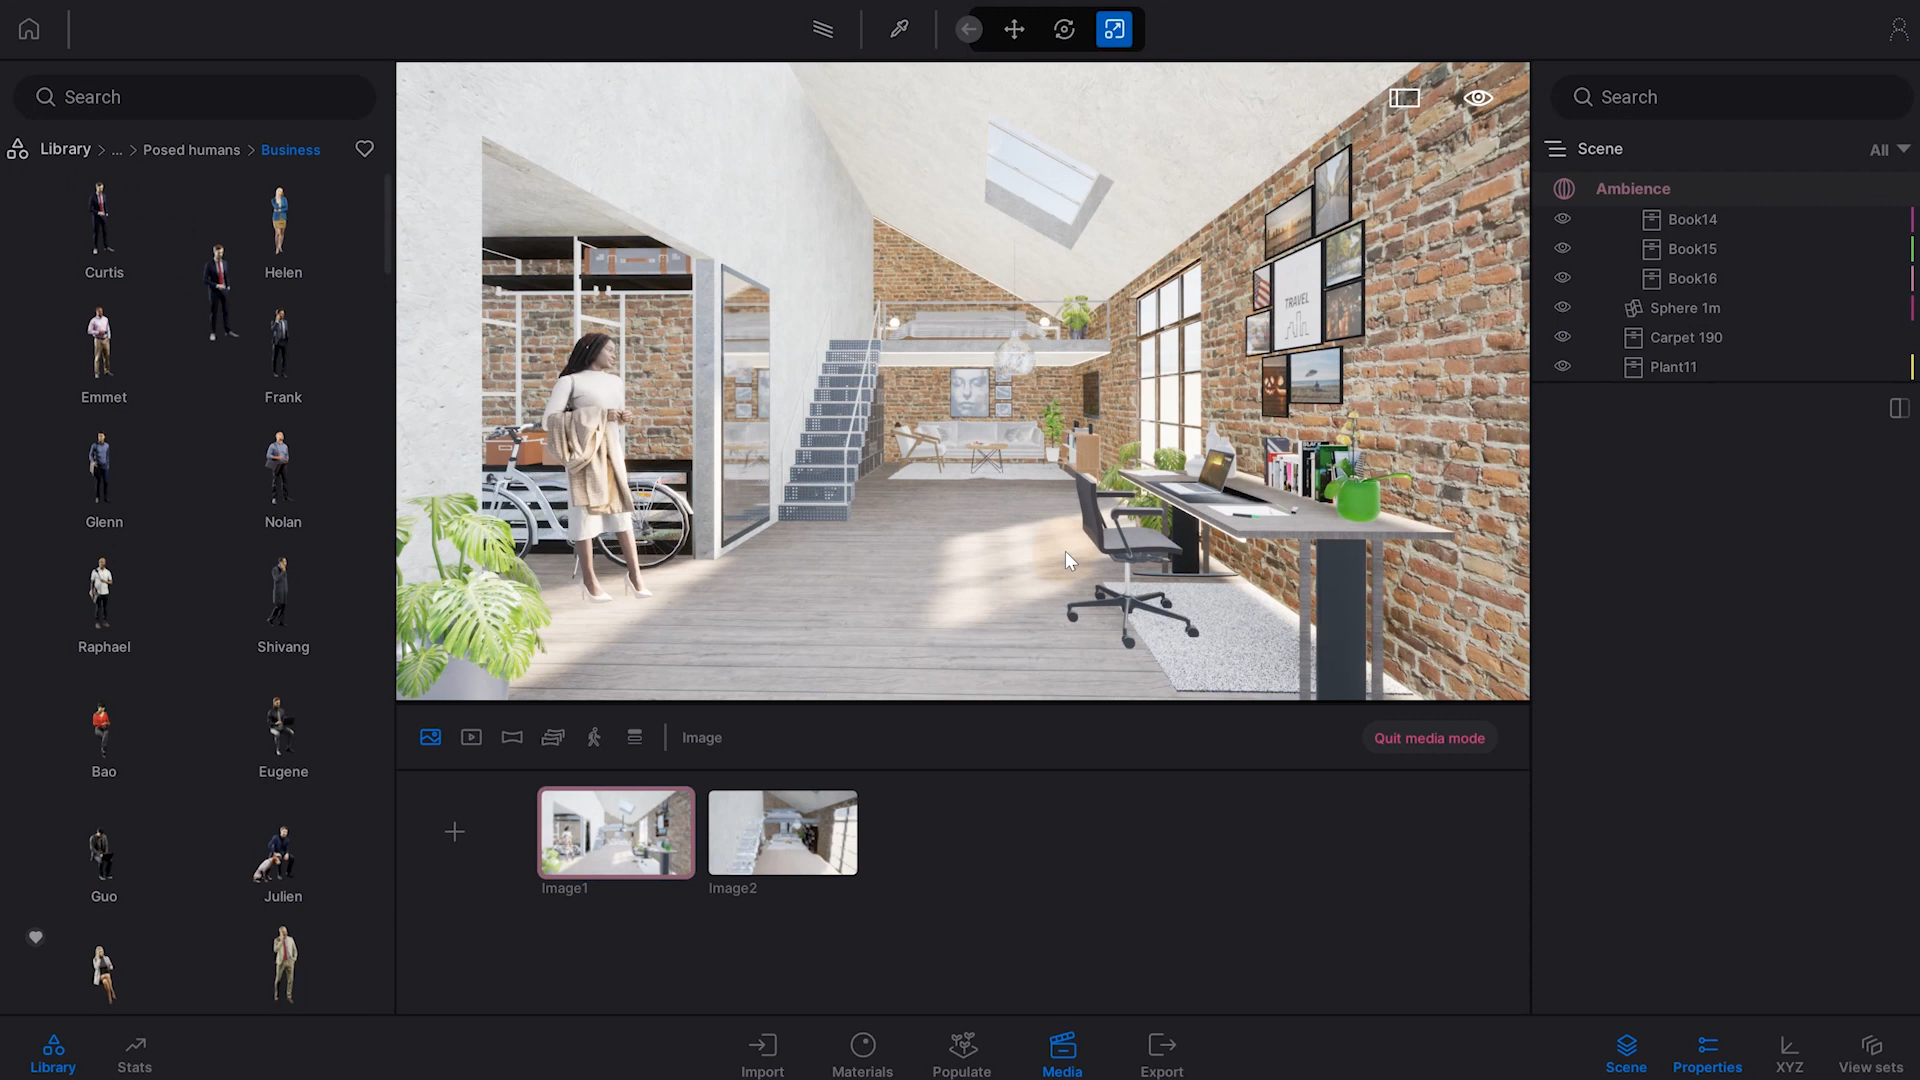 Search
Search
Library > ... > Posed humans > Business
Scene
All
Ambience
Book14
Book15
Book16
Sphere 1m
Carpet 190
Plant11
Curtis
Helen
Emmet
Frank
Glenn
Nolan
Raphael
Shivang
Bao
Eugene
Guo
Julien
TRAVEL
Image
Quit media mode
Image1
Image2
Library
Stats
Import
Materials
Populate
Media
Export
Scene
Properties
XYZ
View sets